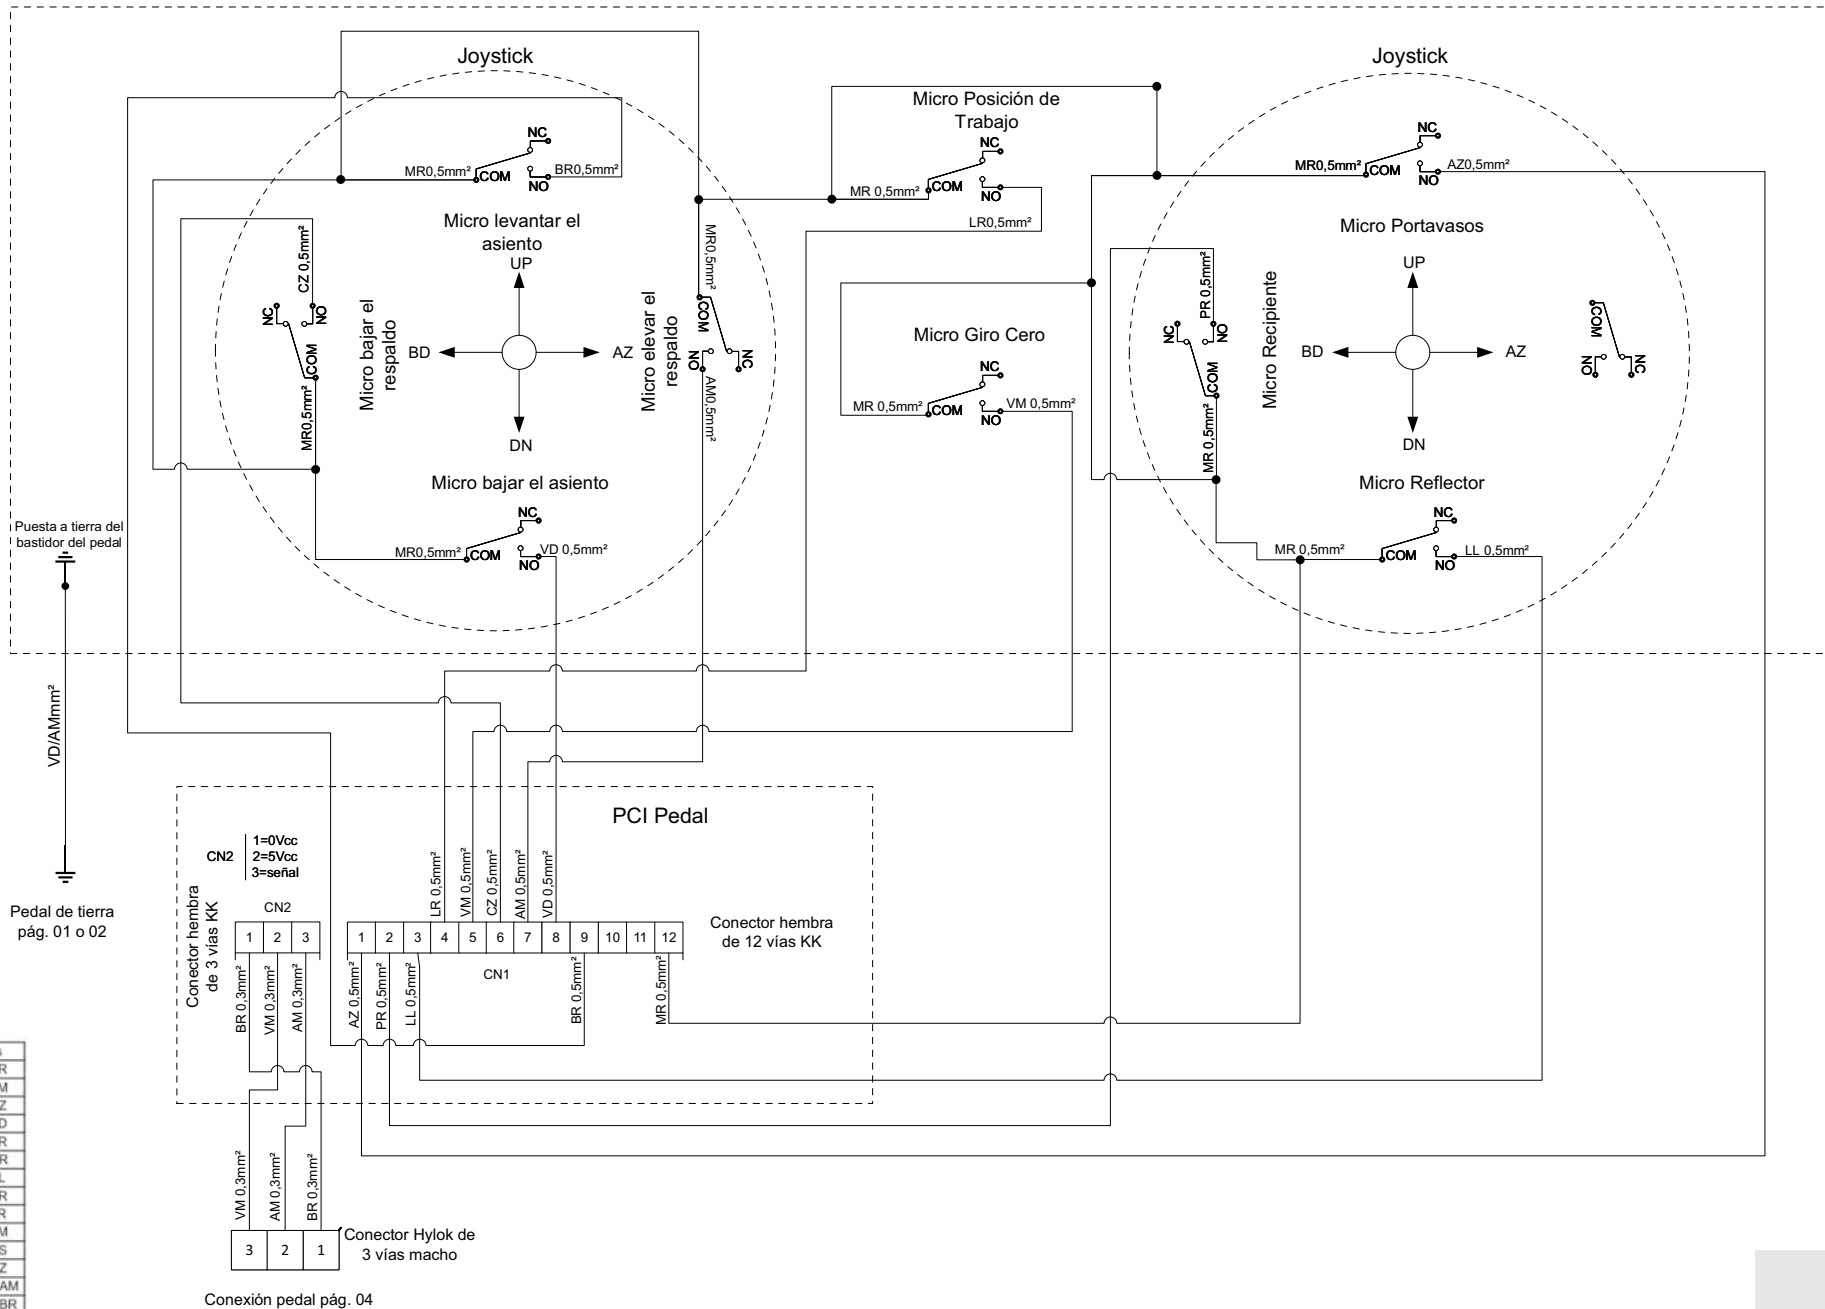 Joystick
Joystick
Micro Posición de
Trabajo
NC
MR0,5mm²
COM
NO
BR0,5mm²
NC
MR 0,5mm²
COM
NO
LR0,5mm²
NC
MR0,5mm²
COM
NO
AZ0,5mm²
Micro levantar el
asiento
UP
BD
AZ
DN
CZ 0,5mm²
NC
NO
COM
MR0,5mm²
Micro bajar el
respaldo
Micro elevar el
respaldo
MR0,5mm²
COM
NO
NC
AM0,5mm²
Micro bajar el asiento
NC
MR0,5mm²
COM
NO
VD 0,5mm²
Micro Giro Cero
NC
MR 0,5mm²
COM
NO
VM 0,5mm²
Micro Portavasos
UP
BD
AZ
DN
PR 0,5mm²
NC
NO
COM
MR 0,5mm²
Micro Recipiente
COM
NO
NC
Micro Reflector
NC
MR 0,5mm²
COM
NO
LL 0,5mm²
Puesta a tierra del
bastidor del pedal
VD/AMmm²
Pedal de tierra
pág. 01 o 02
PCI Pedal
CN2
1=0Vcc
2=5Vcc
3=señal
Conector hembra
de 3 vías KK
CN2
1 2 3
BR 0,3mm²
VM 0,3mm²
AM 0,3mm²
LR 0,5mm²
VM 0,5mm²
CZ 0,5mm²
AM 0,5mm²
VD 0,5mm²
1 2 3 4 5 6 7 8 9 10 11 12
CN1
Conector hembra
de 12 vías KK
AZ 0,5mm²
PR 0,5mm²
LL 0,5mm²
BR 0,5mm²
MR 0,5mm²
VM 0,3mm²
AM 0,3mm²
BR 0,3mm²
3 2 1
Conector Hylok de
3 vías macho
Conexión pedal pág. 04
R
M
Z
D
R
R
L
R
R
M
S
Z
AM
BR